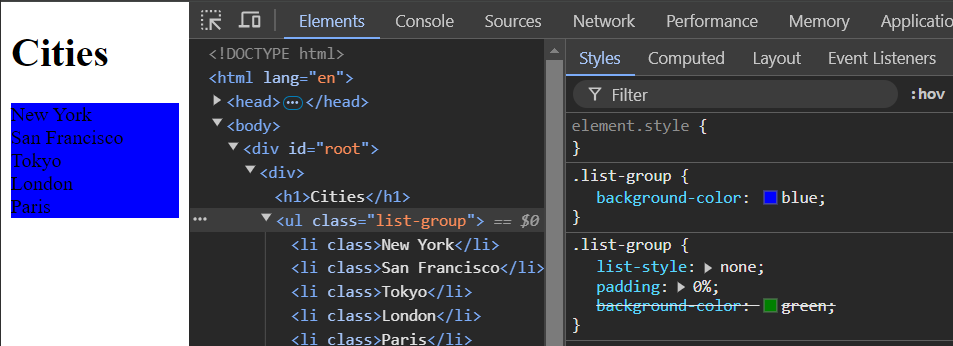 Cities
New York
San Francisco
Tokyo
London
Paris
Elements Console Sources Network Performance Memory Applicatio
<!DOCTYPE html>
<html lang="en">
<head>…</head>
<body>
<div id="root">
<div>
<h1>Cities</h1>
… <ul class="list-group"> == $0
<li class>New York</li>
<li class>San Francisco</li>
<li class>Tokyo</li>
<li class>London</li>
<li class>Paris</li>
Styles Computed Layout Event Listeners
Filter :hov
element.style {
}
.list-group {
background-color: blue;
}
.list-group {
list-style: none;
padding: 0%;
background-color: green;
}